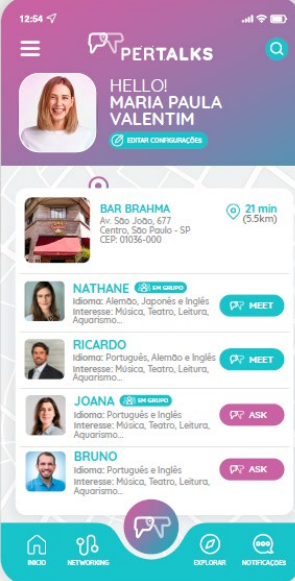 12:54
PERTALKS
HELLO!
MARIA PAULA
VALENTIM
EDITAR CONFIGURAÇÕES
BAR BRAHMA
Av. São João, 677
Centro, São Paulo - SP
CEP: 01036-000
21 min
(5.5km)
NATHANE EM GRUPO
Idioma: Alemão, Japonês e Inglês
Interesse: Música, Teatro, Leitura,
Aquarismo...
MEET
RICARDO
Idioma: Português, Alemão e Inglês
Interesse: Música, Teatro, Leitura,
Aquarismo...
MEET
JOANA EM GRUPO
Idioma: Português e Inglês
Interesse: Música, Teatro, Leitura,
Aquarismo...
ASK
BRUNO
Idioma: Português e Inglês
Interesse: Música, Teatro, Leitura,
Aquarismo...
ASK
INICIO
NETWORKING
EXPLORAR
NOTIFICAÇÕES